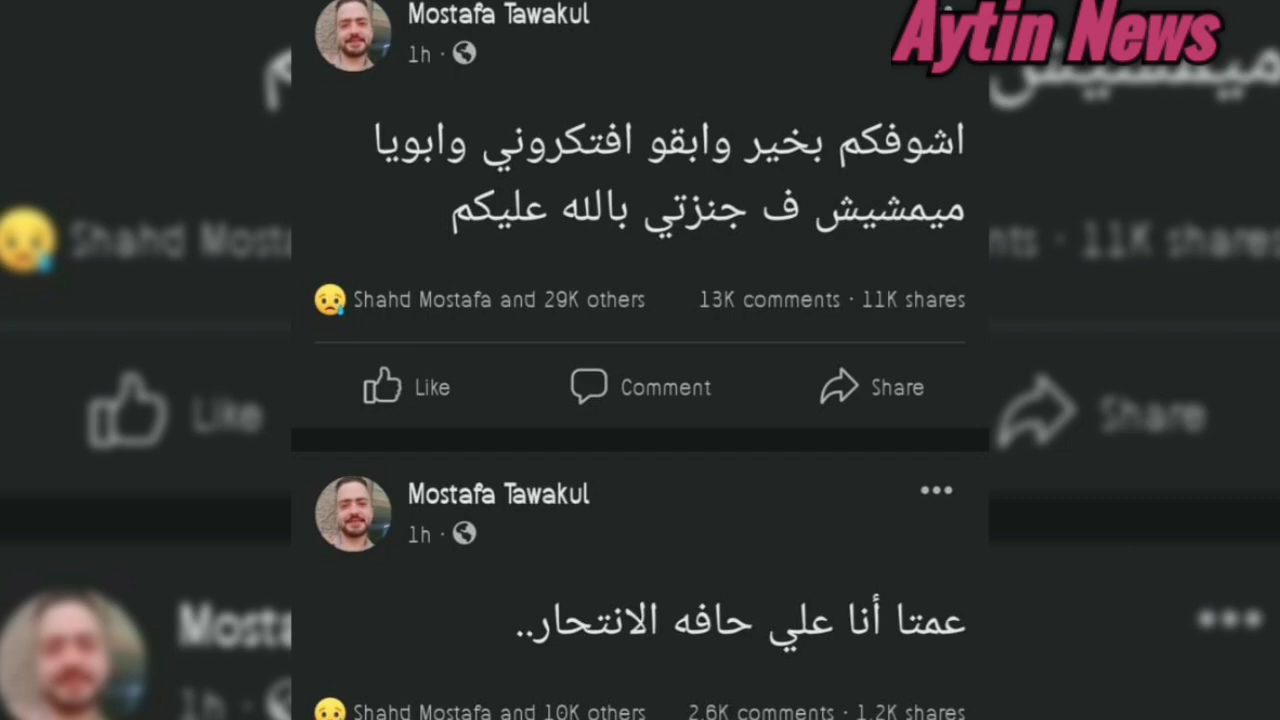 Mostafa Tawakul
Aytin News
1h ·
اشوفكم بخير وابقو افتكروني وابويا
ميمشيش ف جنزتي بالله عليكم
Shahd Mostafa and 29K others 13K comments · 11K shares
Like Comment Share
Mostafa Tawakul
1h ·
عمتا أنا علي حافه الانتحار..
Shahd Mostafa and 10K others 2.6K comments · 1.2K shares